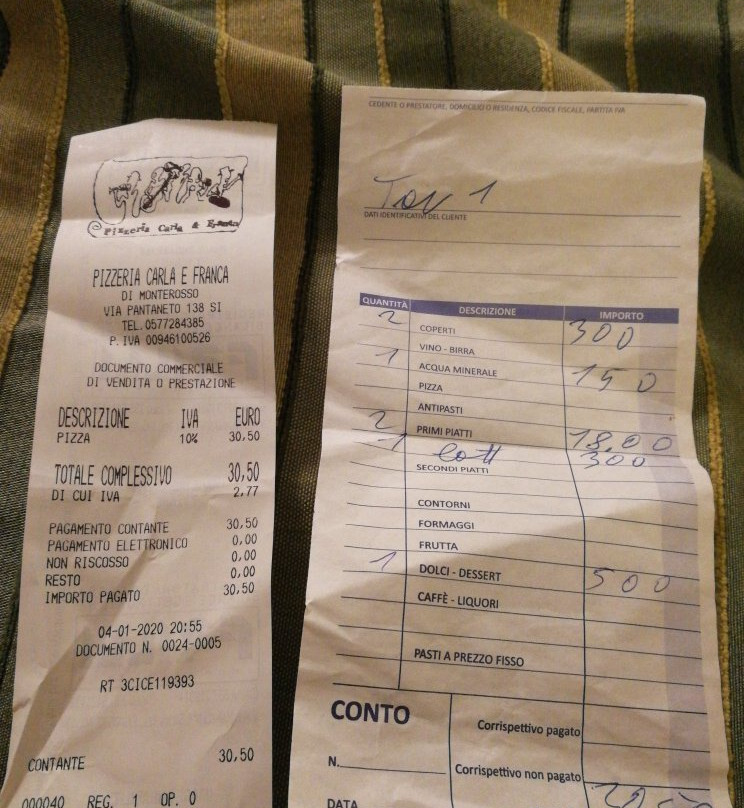 Pizzeria Carla &
PIZZERIA CARLA E FRANCA
DI MONTEROSSO
VIA PANTANETO 138 SI
TEL.0577284385
P.IVA 00946100526
DOCUMENTO COMMERCIALE
DI VENDITA O PRESTAZIONE
DESCRIZIONE IVA EURO
PIZZA 10% 30,50
TOTALE COMPLESSIVO 30,50
DI CUI IVA 2,77
PAGAMENTO CONTANTE 30,50
PAGAMENTO ELETTRONICO 0,00
NON RISCOSSO 0,00
RESTO 0,00
IMPORTO PAGATO 30,50
04-01-2020 20:55
DOCUMENTO N. 0024-0005
RT 3CICE119393
CONTANTE 30,50
000040 REG. 1 OP. 0
CEDENTE O PRESTATORE, DOMICILIO O RESIDENZA, CODICE FISCALE, PARTITA IVA
Tav 1
DATI IDENTIFICATIVI DEL CLIENTE
QUANTITÀ DESCRIZIONE IMPORTO
2 COPERTI 300
VINO - BIRRA
1 ACQUA MINERALE 150
PIZZA
ANTIPASTI
2 PRIMI PIATTI 18,00
1 300
SECONDI PIATTI
CONTORNI
FORMAGGI
FRUTTA
1 DOLCI - DESSERT 500
CAFFÈ - LIQUORI
PASTI A PREZZO FISSO
CONTO
Corrispettivo pagato
N.
Corrispettivo non pagato
DATA